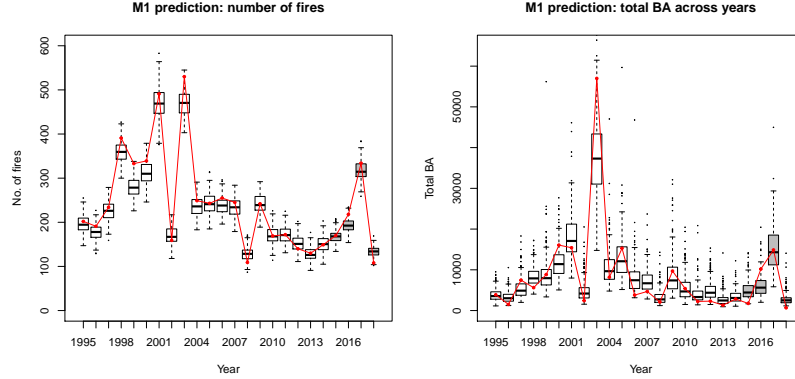 M1 prediction: number of fires
No. of fires
600
500
400
300
200
100
0
1995 1998 2001 2004 2007 2010 2013 2016
Year
M1 prediction: total BA across years
Total BA
50000
30000
10000
0
1995 1998 2001 2004 2007 2010 2013 2016
Year